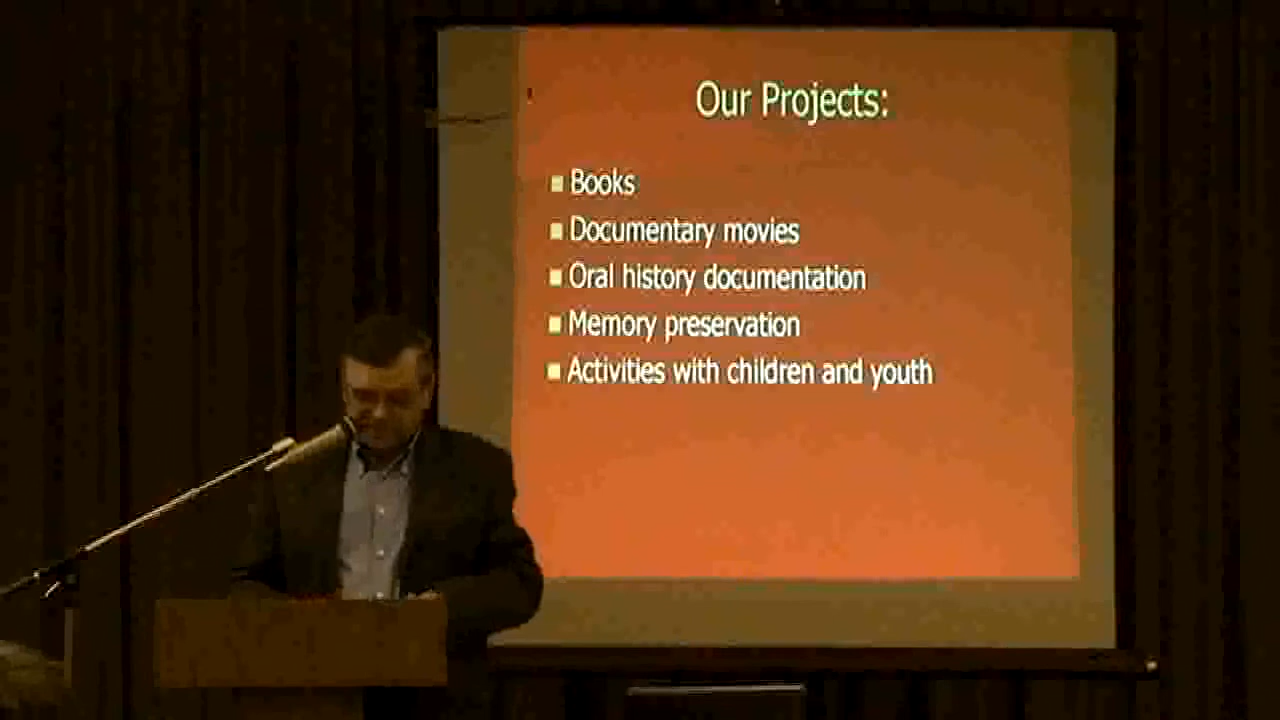 Our Projects:
Books
Documentary movies
Oral history documentation
Memory preservation
Activities with children and youth